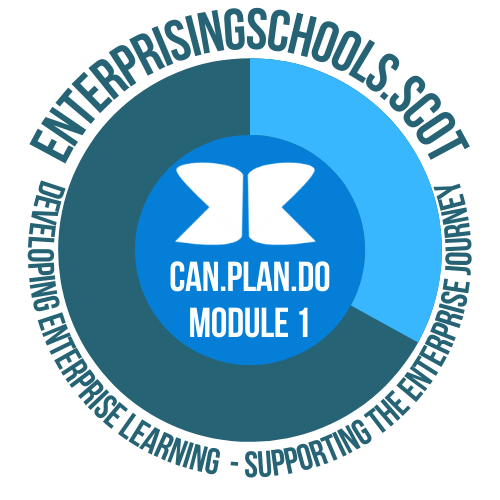 ENTERPRISINGSCHOOLS.SCOT
CAN.PLAN.DO
MODULE 1
DEVELOPING ENTERPRISE LEARNING - SUPPORTING THE ENTERPRISE JOURNEY